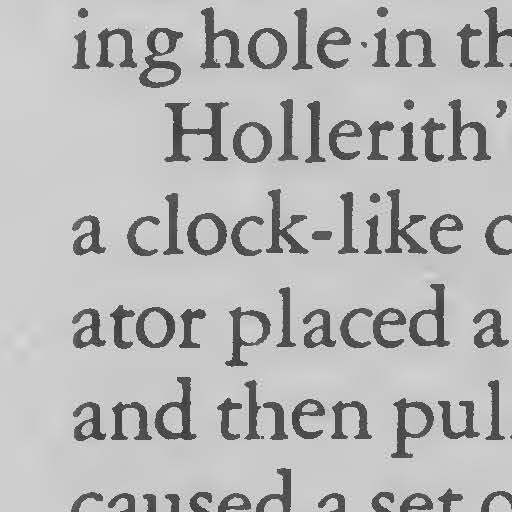 ing hole in th
Hollerith’
a clock-like c
ator placed a
and then pul
caused a set o